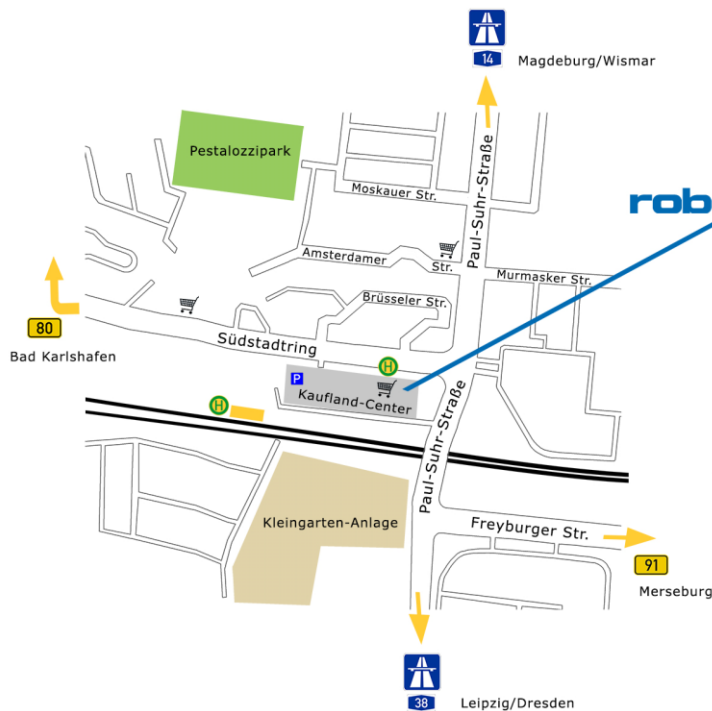 14 Magdeburg/Wismar
Pestalozzipark
Moskauer Str.
Paul-Suhr-Straße
rob
Amsterdamer
Str.
Murmasker Str.
Brüsseler Str.
80
Bad Karlshafen
Südstadtring
H
P
Kaufland-Center
H
Paul-Suhr-Straße
Kleingarten-Anlage
Freyburger Str.
91
Merseburg
38 Leipzig/Dresden